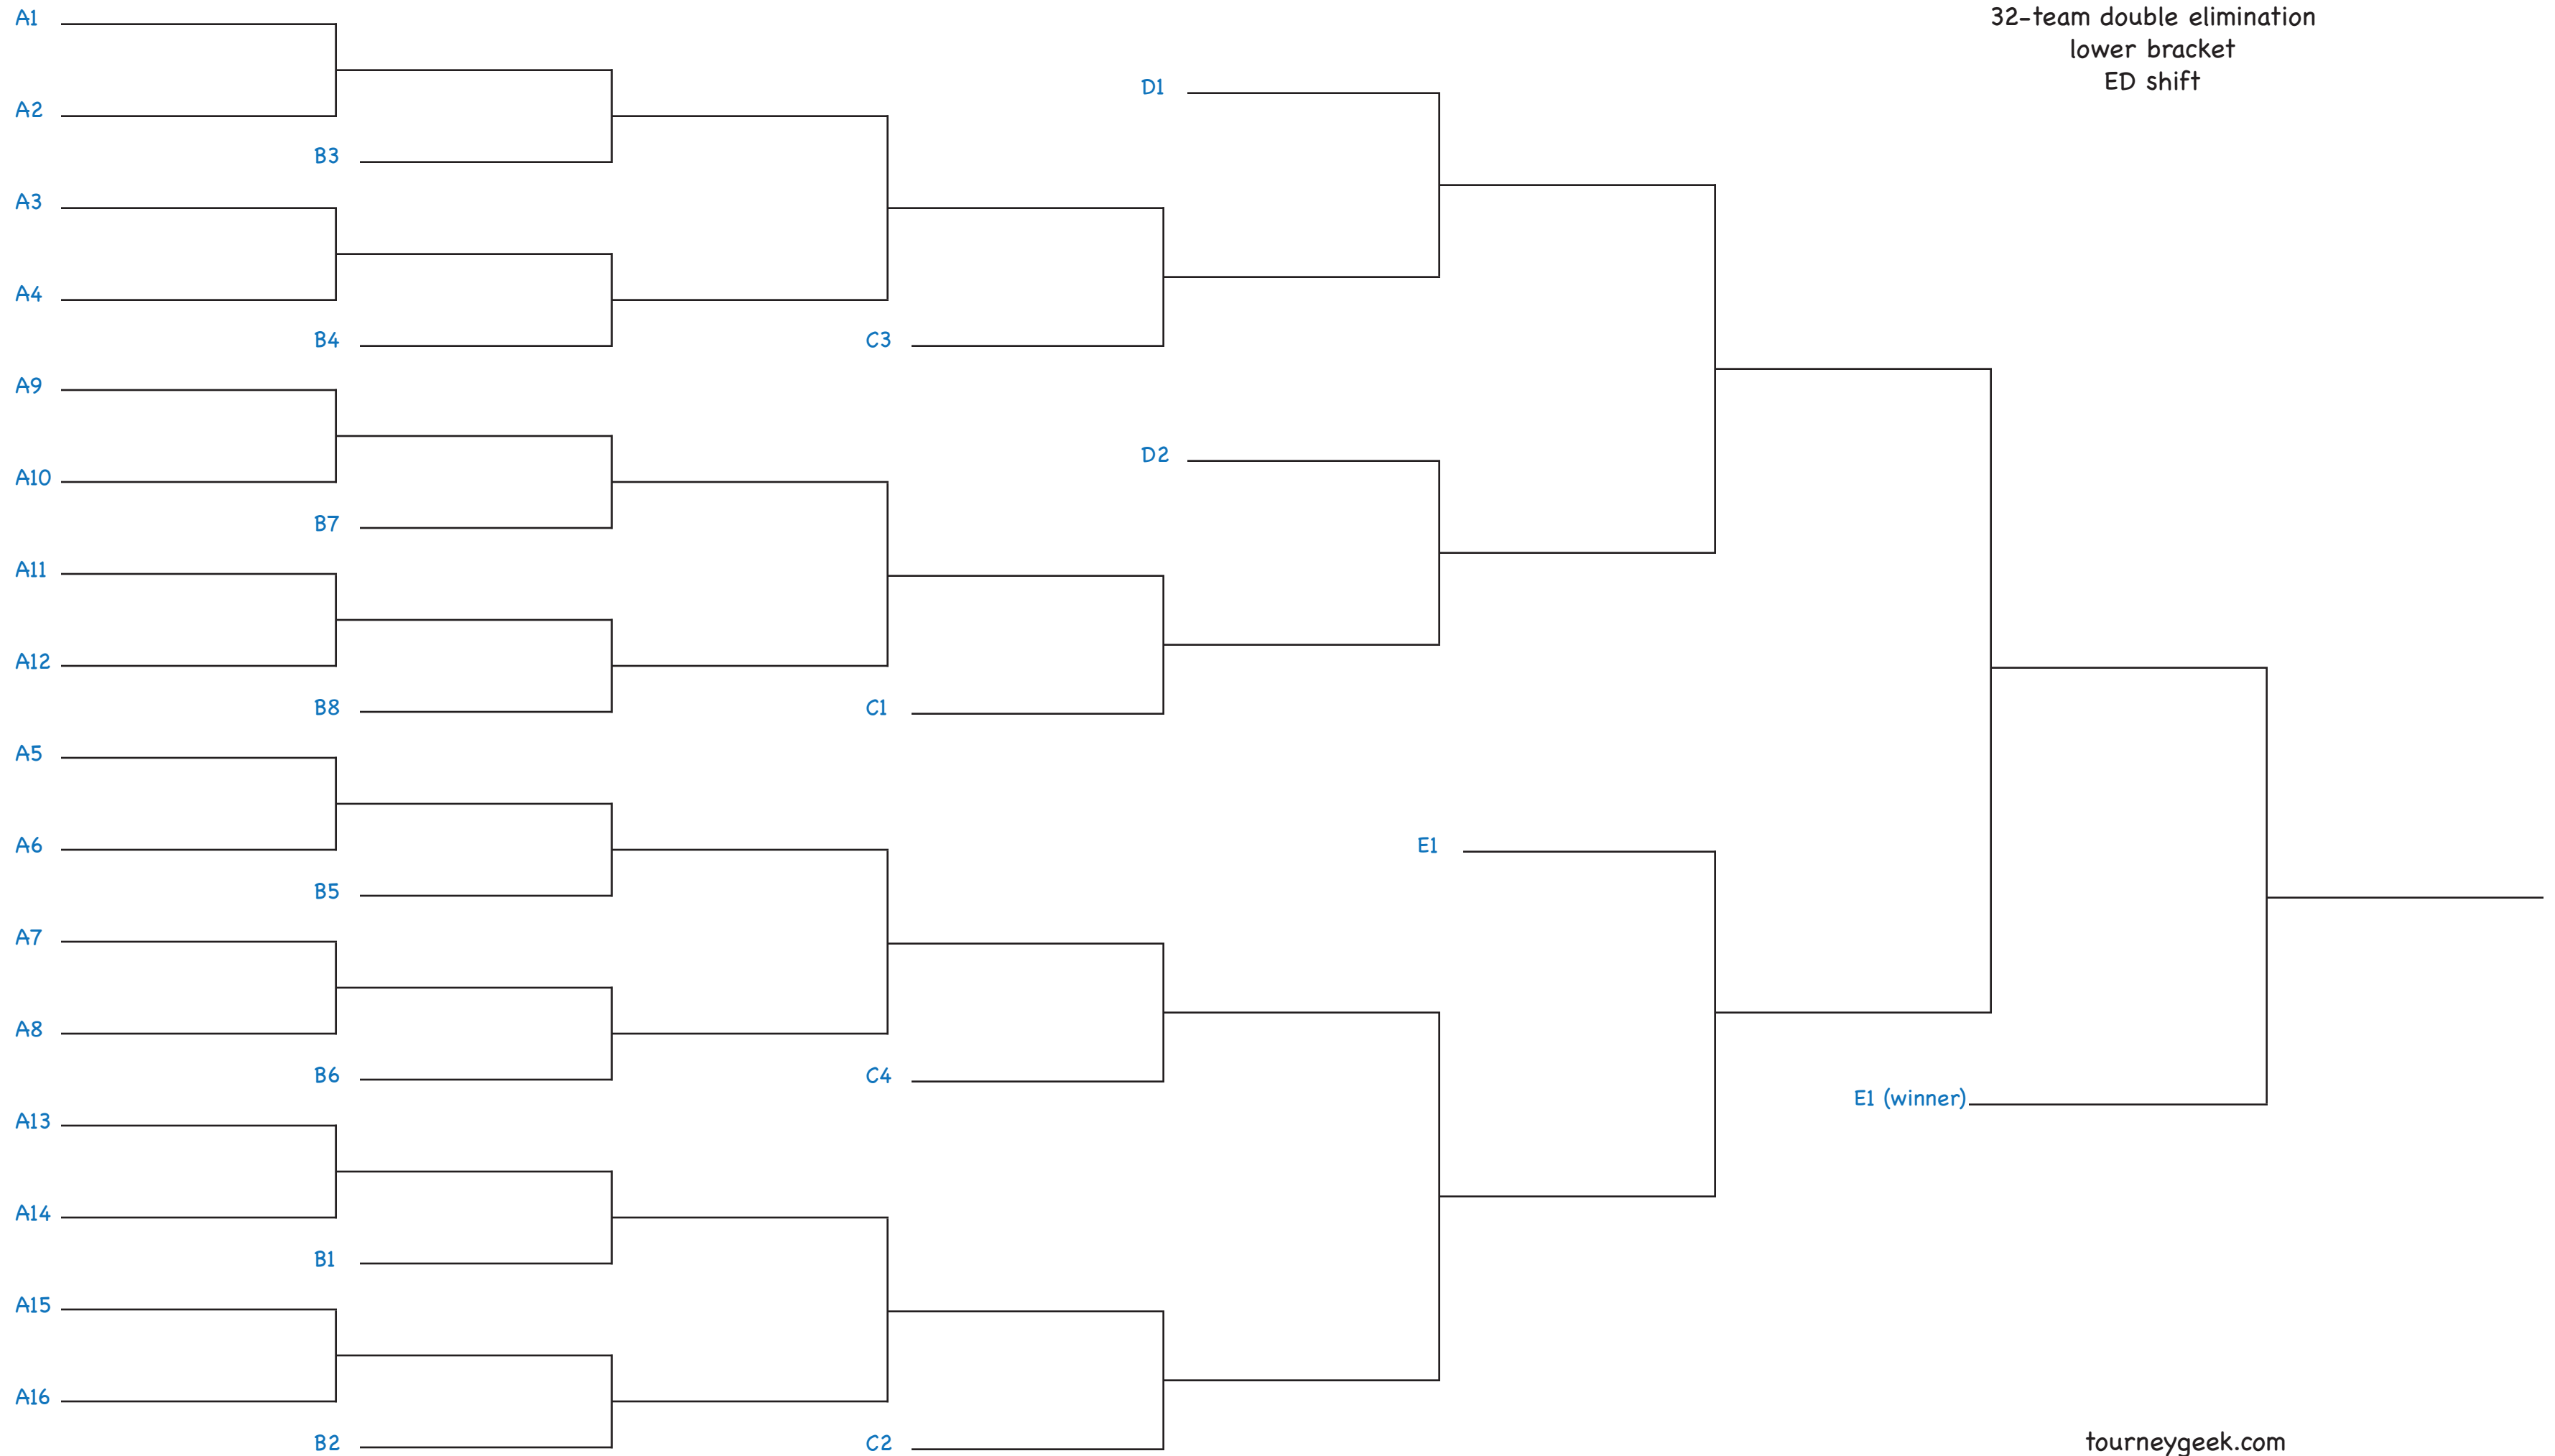 32-team double elimination
lower bracket
ED shift
A1
A2
B3
A3
A4
B4
A9
A10
B7
A11
A12
B8
A5
A6
B5
A7
A8
B6
A13
A14
B1
A15
A16
B2
C3
C1
C4
C2
D1
D2
E1
E1 (winner)
tourneygeek.com